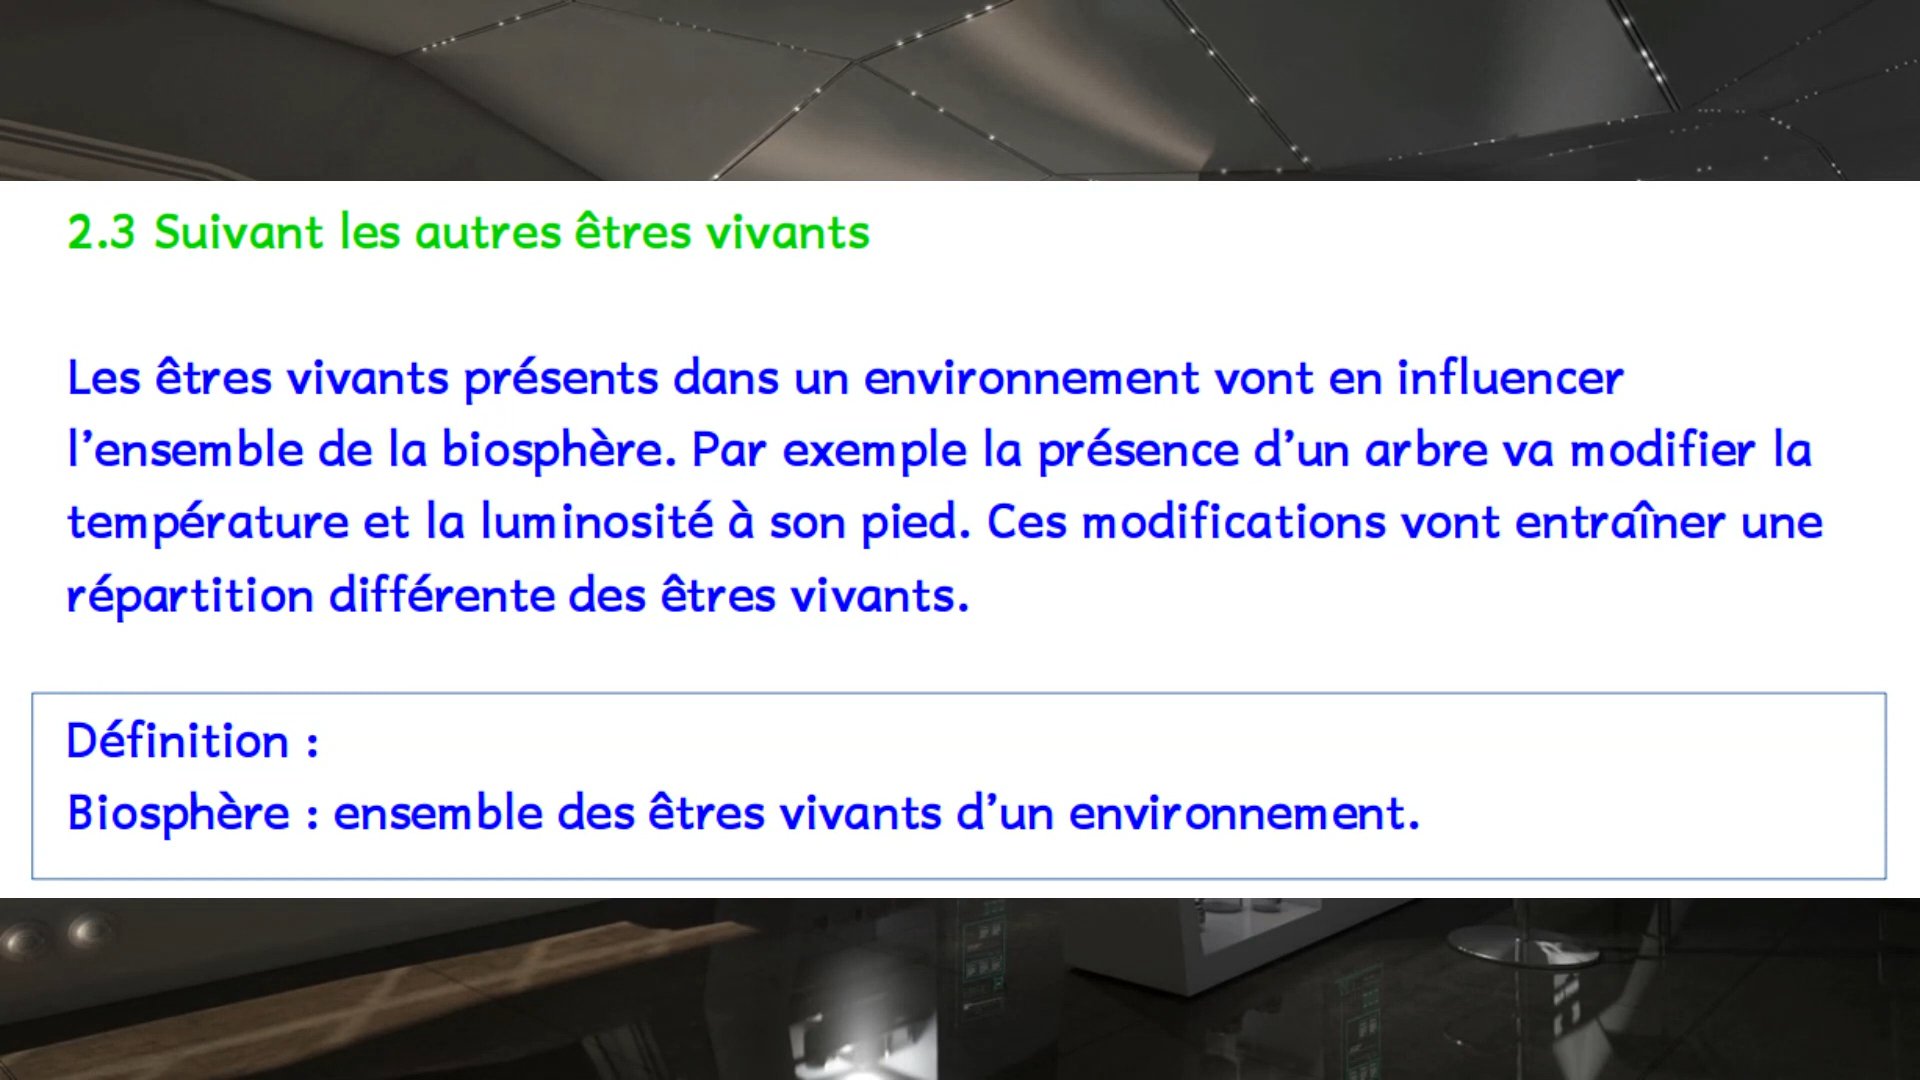 2.3 Suivant les autres êtres vivants
Les êtres vivants présents dans un environnement vont en influencer
l’ensemble de la biosphère. Par exemple la présence d’un arbre va modifier la
température et la luminosité à son pied. Ces modifications vont entraîner une
répartition différente des êtres vivants.
Définition :
Biosphère : ensemble des êtres vivants d’un environnement.